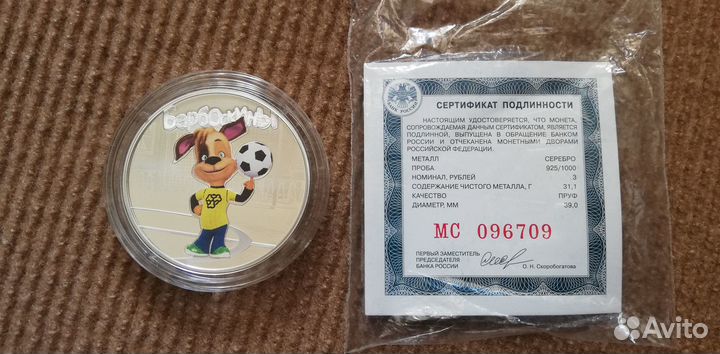 Барбоскины
БАНК РОССИИ
СЕРТИФИКАТ ПОДЛИННОСТИ
НАСТОЯЩИМ УДОСТОВЕРЯЕТСЯ, ЧТО МОНЕТА,
СОПРОВОЖДАЕМАЯ ДАННЫМ СЕРТИФИКАТОМ, ЯВЛЯЕТСЯ
ПОДЛИННОЙ, ВЫПУЩЕНА В ОБРАЩЕНИЕ БАНКОМ
РОССИИ И ОТЧЕКАНЕНА МОНЕТНЫМИ ДВОРАМИ
РОССИЙСКОЙ ФЕДЕРАЦИИ.
МЕТАЛЛ СЕРЕБРО
ПРОБА 925/1000
НОМИНАЛ, РУБЛЕЙ 3
СОДЕРЖАНИЕ ЧИСТОГО МЕТАЛЛА, Г 31,1
КАЧЕСТВО ПРУФ
ДИАМЕТР, ММ 39,0
МС 096709
ПЕРВЫЙ ЗАМЕСТИТЕЛЬ
ПРЕДСЕДАТЕЛЯ
БАНКА РОССИИ О. Н. Скоробогатова
Avito